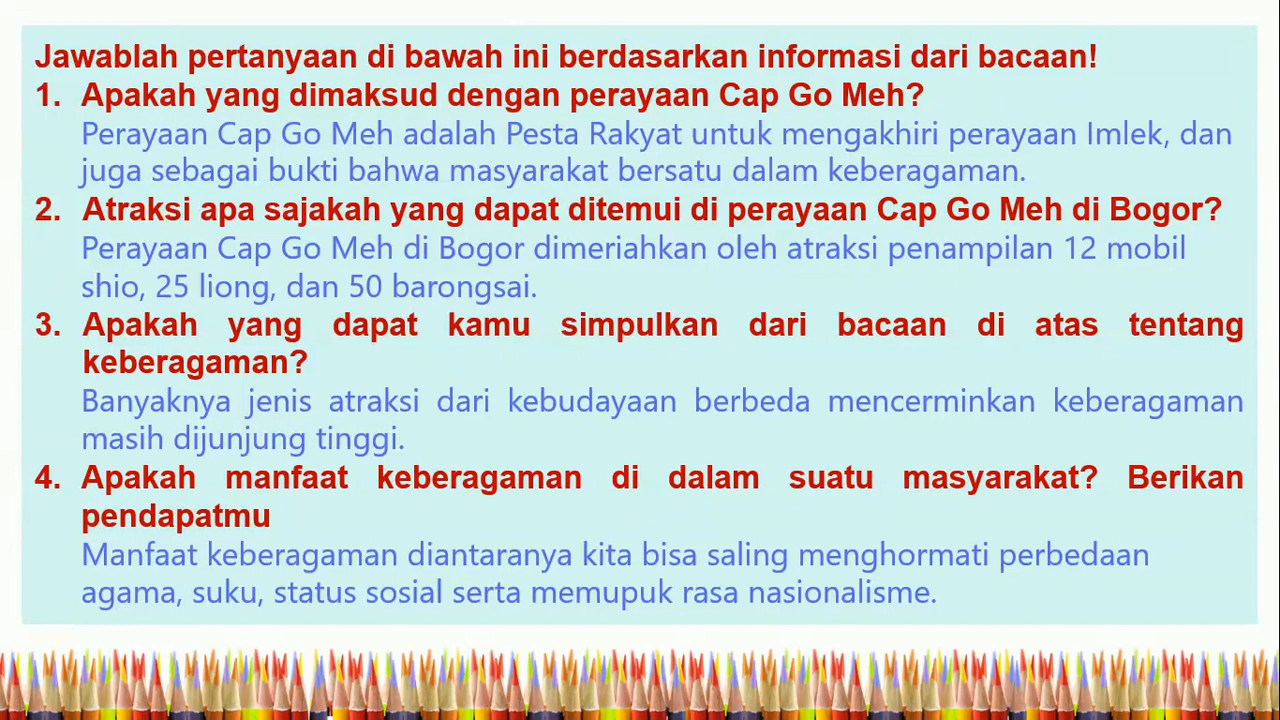 Jawablah pertanyaan di bawah ini berdasarkan informasi dari bacaan!
1. Apakah yang dimaksud dengan perayaan Cap Go Meh?
Perayaan Cap Go Meh adalah Pesta Rakyat untuk mengakhiri perayaan Imlek, dan
juga sebagai bukti bahwa masyarakat bersatu dalam keberagaman.
2. Atraksi apa sajakah yang dapat ditemui di perayaan Cap Go Meh di Bogor?
Perayaan Cap Go Meh di Bogor dimeriahkan oleh atraksi penampilan 12 mobil
shio, 25 liong, dan 50 barongsai.
3. Apakah yang dapat kamu simpulkan dari bacaan di atas tentang
keberagaman?
Banyaknya jenis atraksi dari kebudayaan berbeda mencerminkan keberagaman
masih dijunjung tinggi.
4. Apakah manfaat keberagaman di dalam suatu masyarakat? Berikan
pendapatmu
Manfaat keberagaman diantaranya kita bisa saling menghormati perbedaan
agama, suku, status sosial serta memupuk rasa nasionalisme.